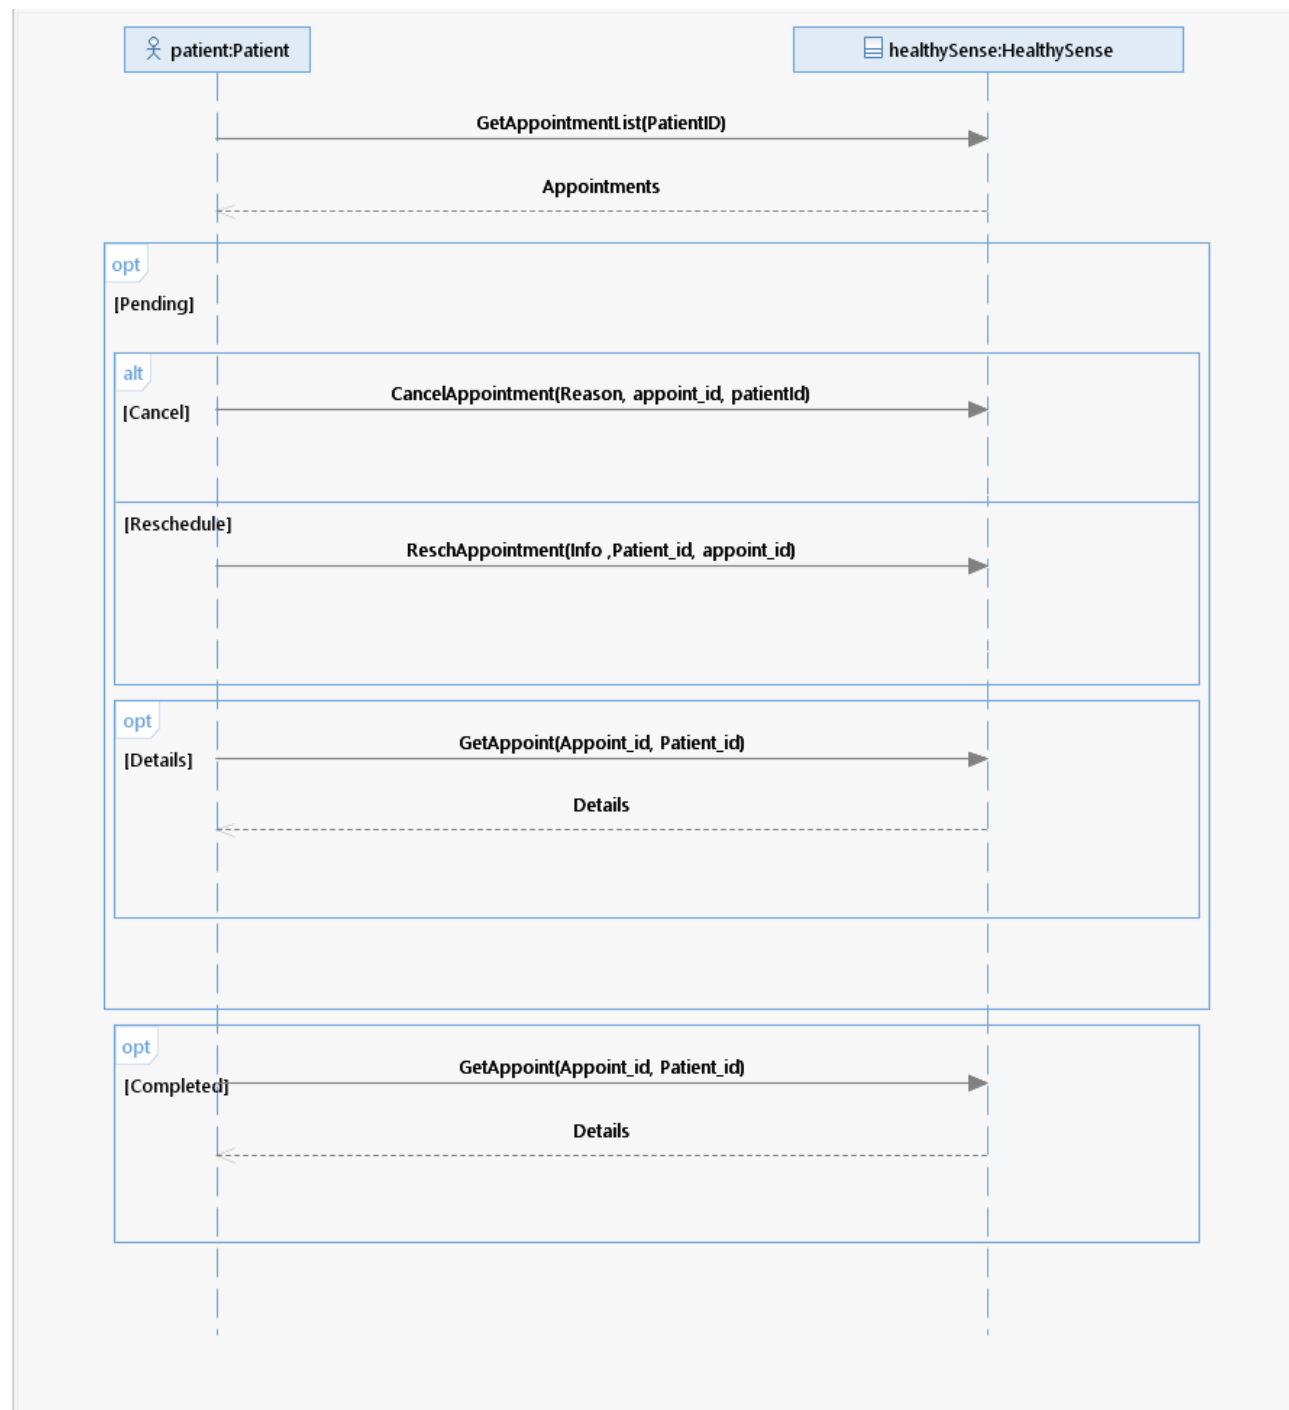 patient:Patient
healthySense:HealthySense
GetAppointmentList(PatientID)
Appointments
opt
[Pending]
alt
CancelAppointment(Reason, appoint_id, patientId)
[Cancel]
[Reschedule]
ReschAppointment(Info ,Patient_id, appoint_id)
opt
GetAppoint(Appoint_id, Patient_id)
[Details]
Details
opt
GetAppoint(Appoint_id, Patient_id)
[Completed]
Details